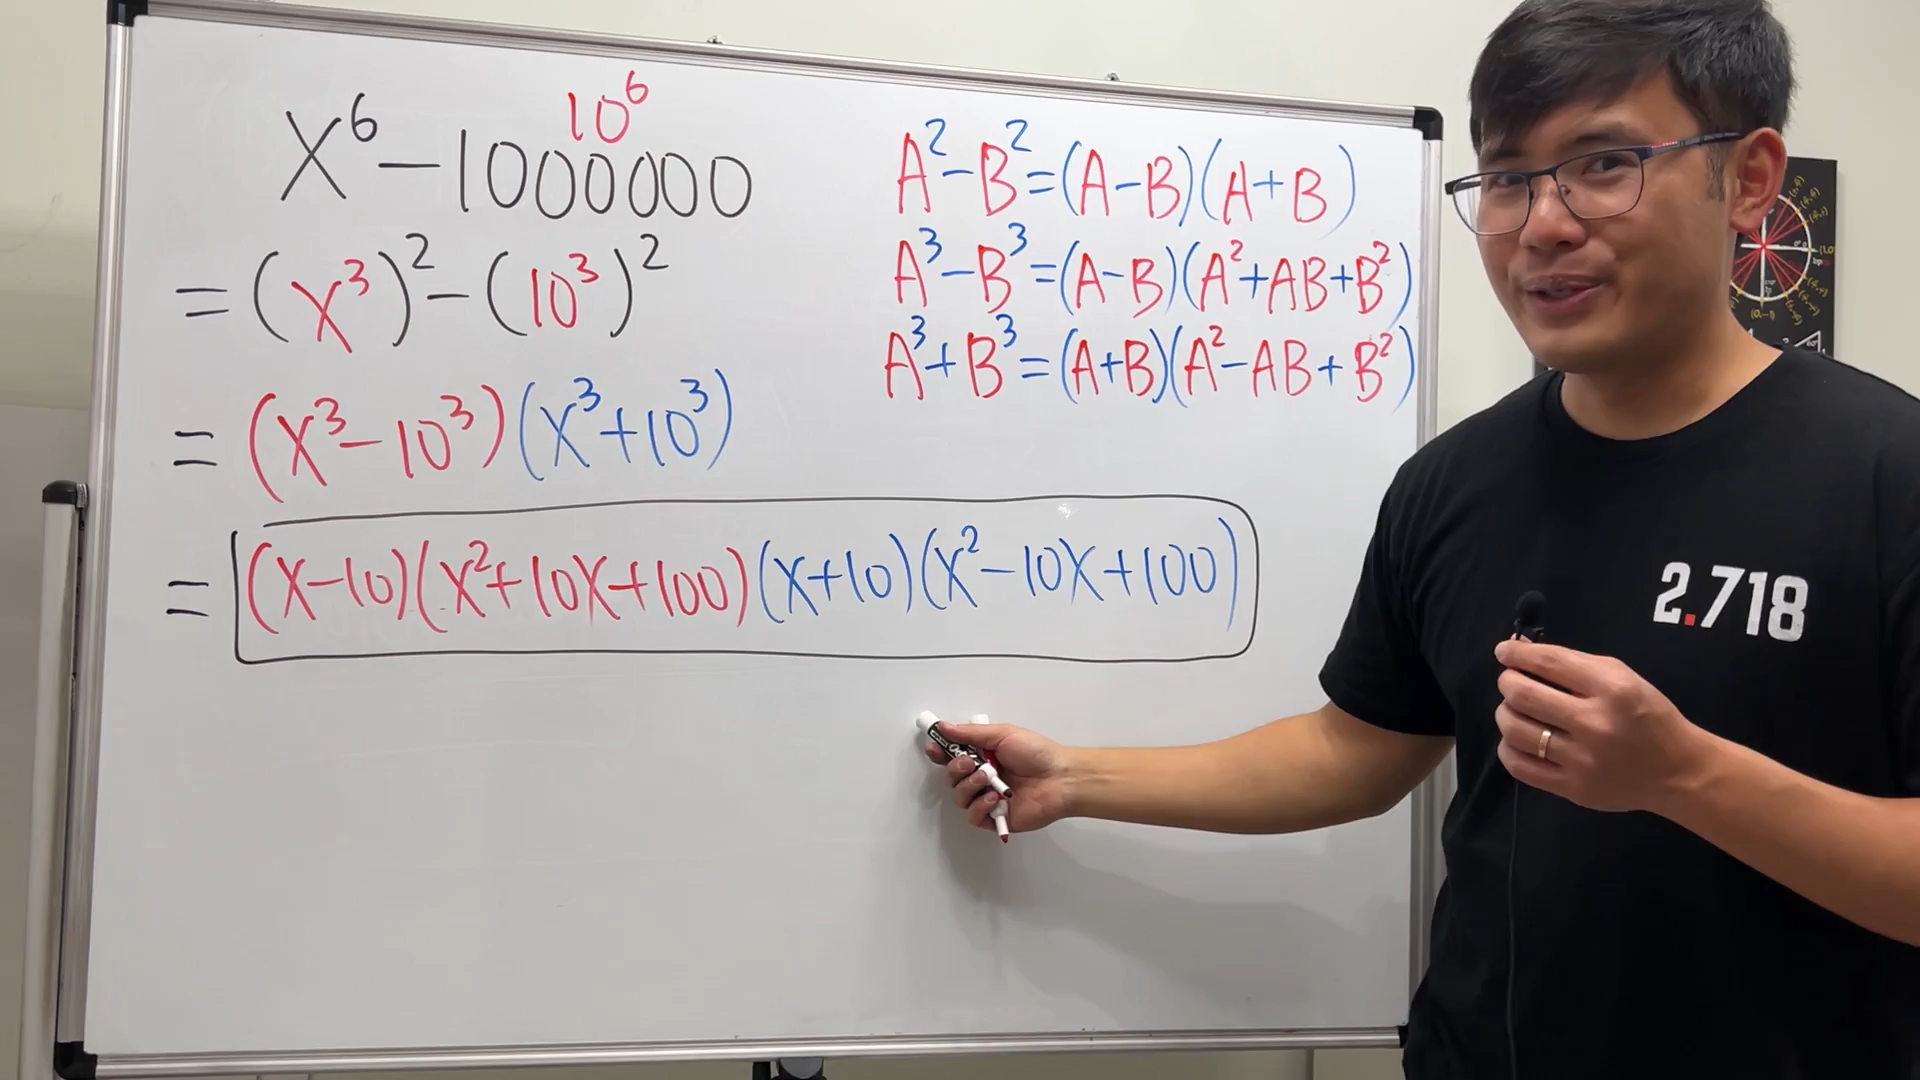 10⁶
x⁶-1000000
=(x³)²-(10³)²
=(x³-10³)(x³+10³)
=(x-10)(x²+10x+100)(x+10)(x²-10x+100)
A²-B²=(A-B)(A+B)
A³-B³=(A-B)(A²+AB+B²)
A³+B³=(A+B)(A²-AB+B²)
2.718